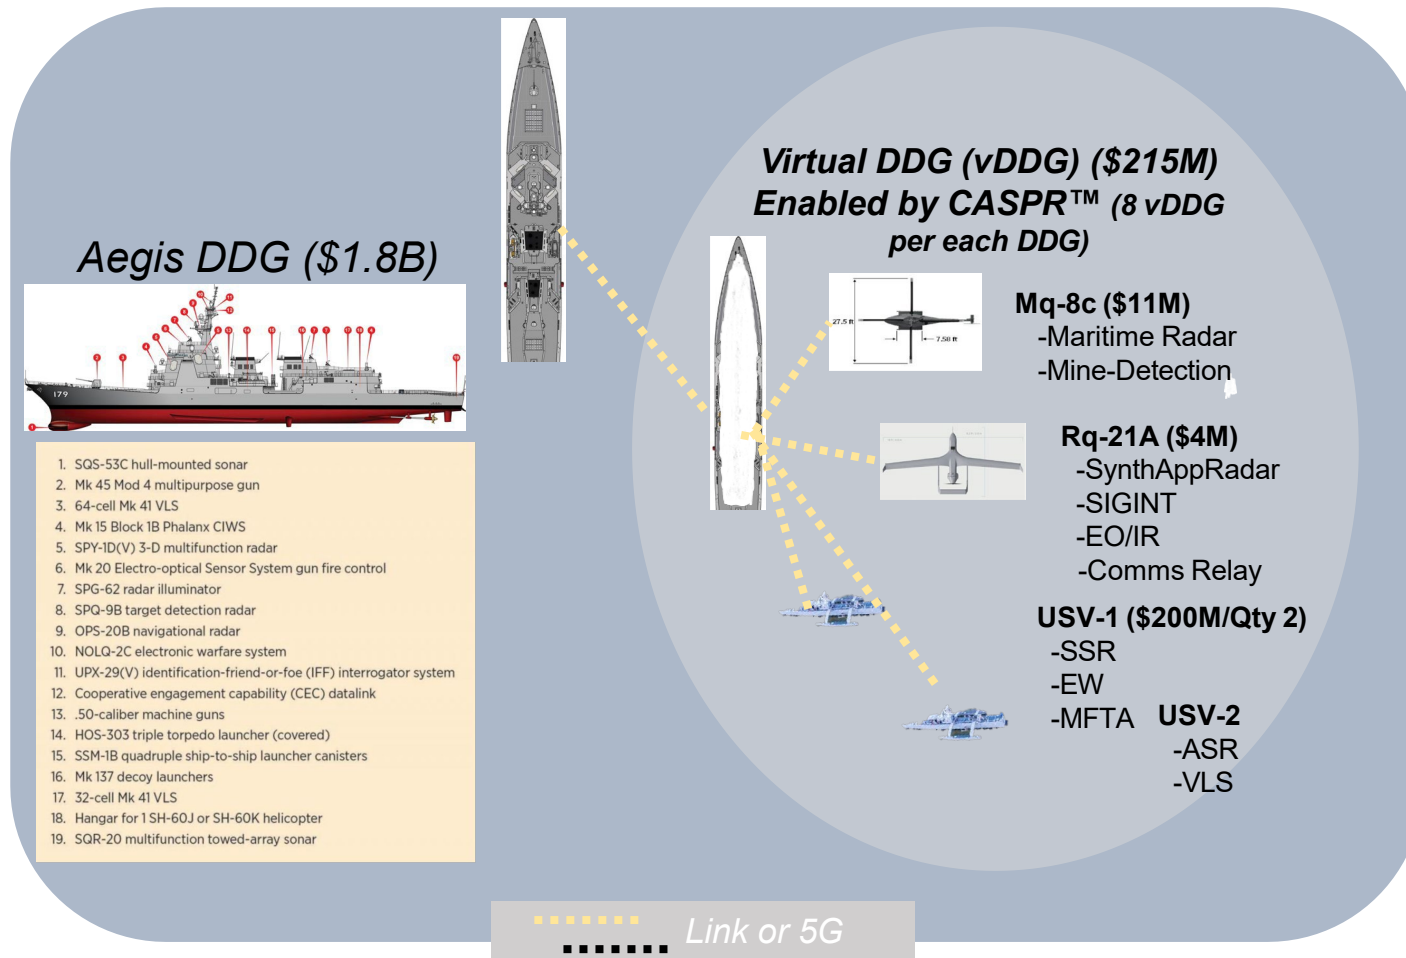 Virtual DDG (vDDG) ($215M)
Enabled by CASPR™ (8 vDDG
per each DDG)
Aegis DDG ($1.8B)
179
1. SQS-53C hull-mounted sonar
2. Mk 45 Mod 4 multipurpose gun
3. 64-cell Mk 41 VLS
4. Mk 15 Block 1B Phalanx CIWS
5. SPY-1D(V) 3-D multifunction radar
6. Mk 20 Electro-optical Sensor System gun fire control
7. SPG-62 radar illuminator
8. SPQ-9B target detection radar
9. OPS-20B navigational radar
10. NOLQ-2C electronic warfare system
11. UPX-29(V) identification-friend-or-foe (IFF) interrogator system
12. Cooperative engagement capability (CEC) datalink
13. .50-caliber machine guns
14. HOS-303 triple torpedo launcher (covered)
15. SSM-1B quadruple ship-to-ship launcher canisters
16. Mk 137 decoy launchers
17. 32-cell Mk 41 VLS
18. Hangar for 1 SH-60J or SH-60K helicopter
19. SQR-20 multifunction towed-array sonar
27.5 ft
7.58 ft
Mq-8c ($11M)
-Maritime Radar
-Mine-Detection
Rq-21A ($4M)
-SynthAppRadar
-SIGINT
-EO/IR
-Comms Relay
USV-1 ($200M/Qty 2)
-SSR
-EW
-MFTA
USV-2
-ASR
-VLS
Link or 5G